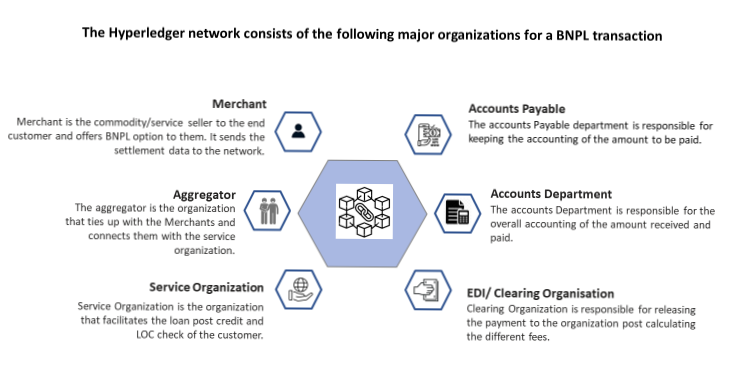 The Hyperledger network consists of the following major organizations for a BNPL transaction
Merchant
Merchant is the commodity/service seller to the end
customer and offers BNPL option to them. It sends the
settlement data to the network.
Aggregator
The aggregator is the organization
that ties up with the Merchants and
connects them with the service
organization.
Service Organization
Service Organization is the organization
that facilitates the loan post credit and
LOC check of the customer.
Accounts Payable
The accounts Payable department is responsible for
keeping the accounting of the amount to be paid.
Accounts Department
The accounts Department is responsible for the
overall accounting of the amount received and
paid.
EDI/ Clearing Organisation
Clearing Organization is responsible for releasing
the payment to the organization post calculating
the different fees.